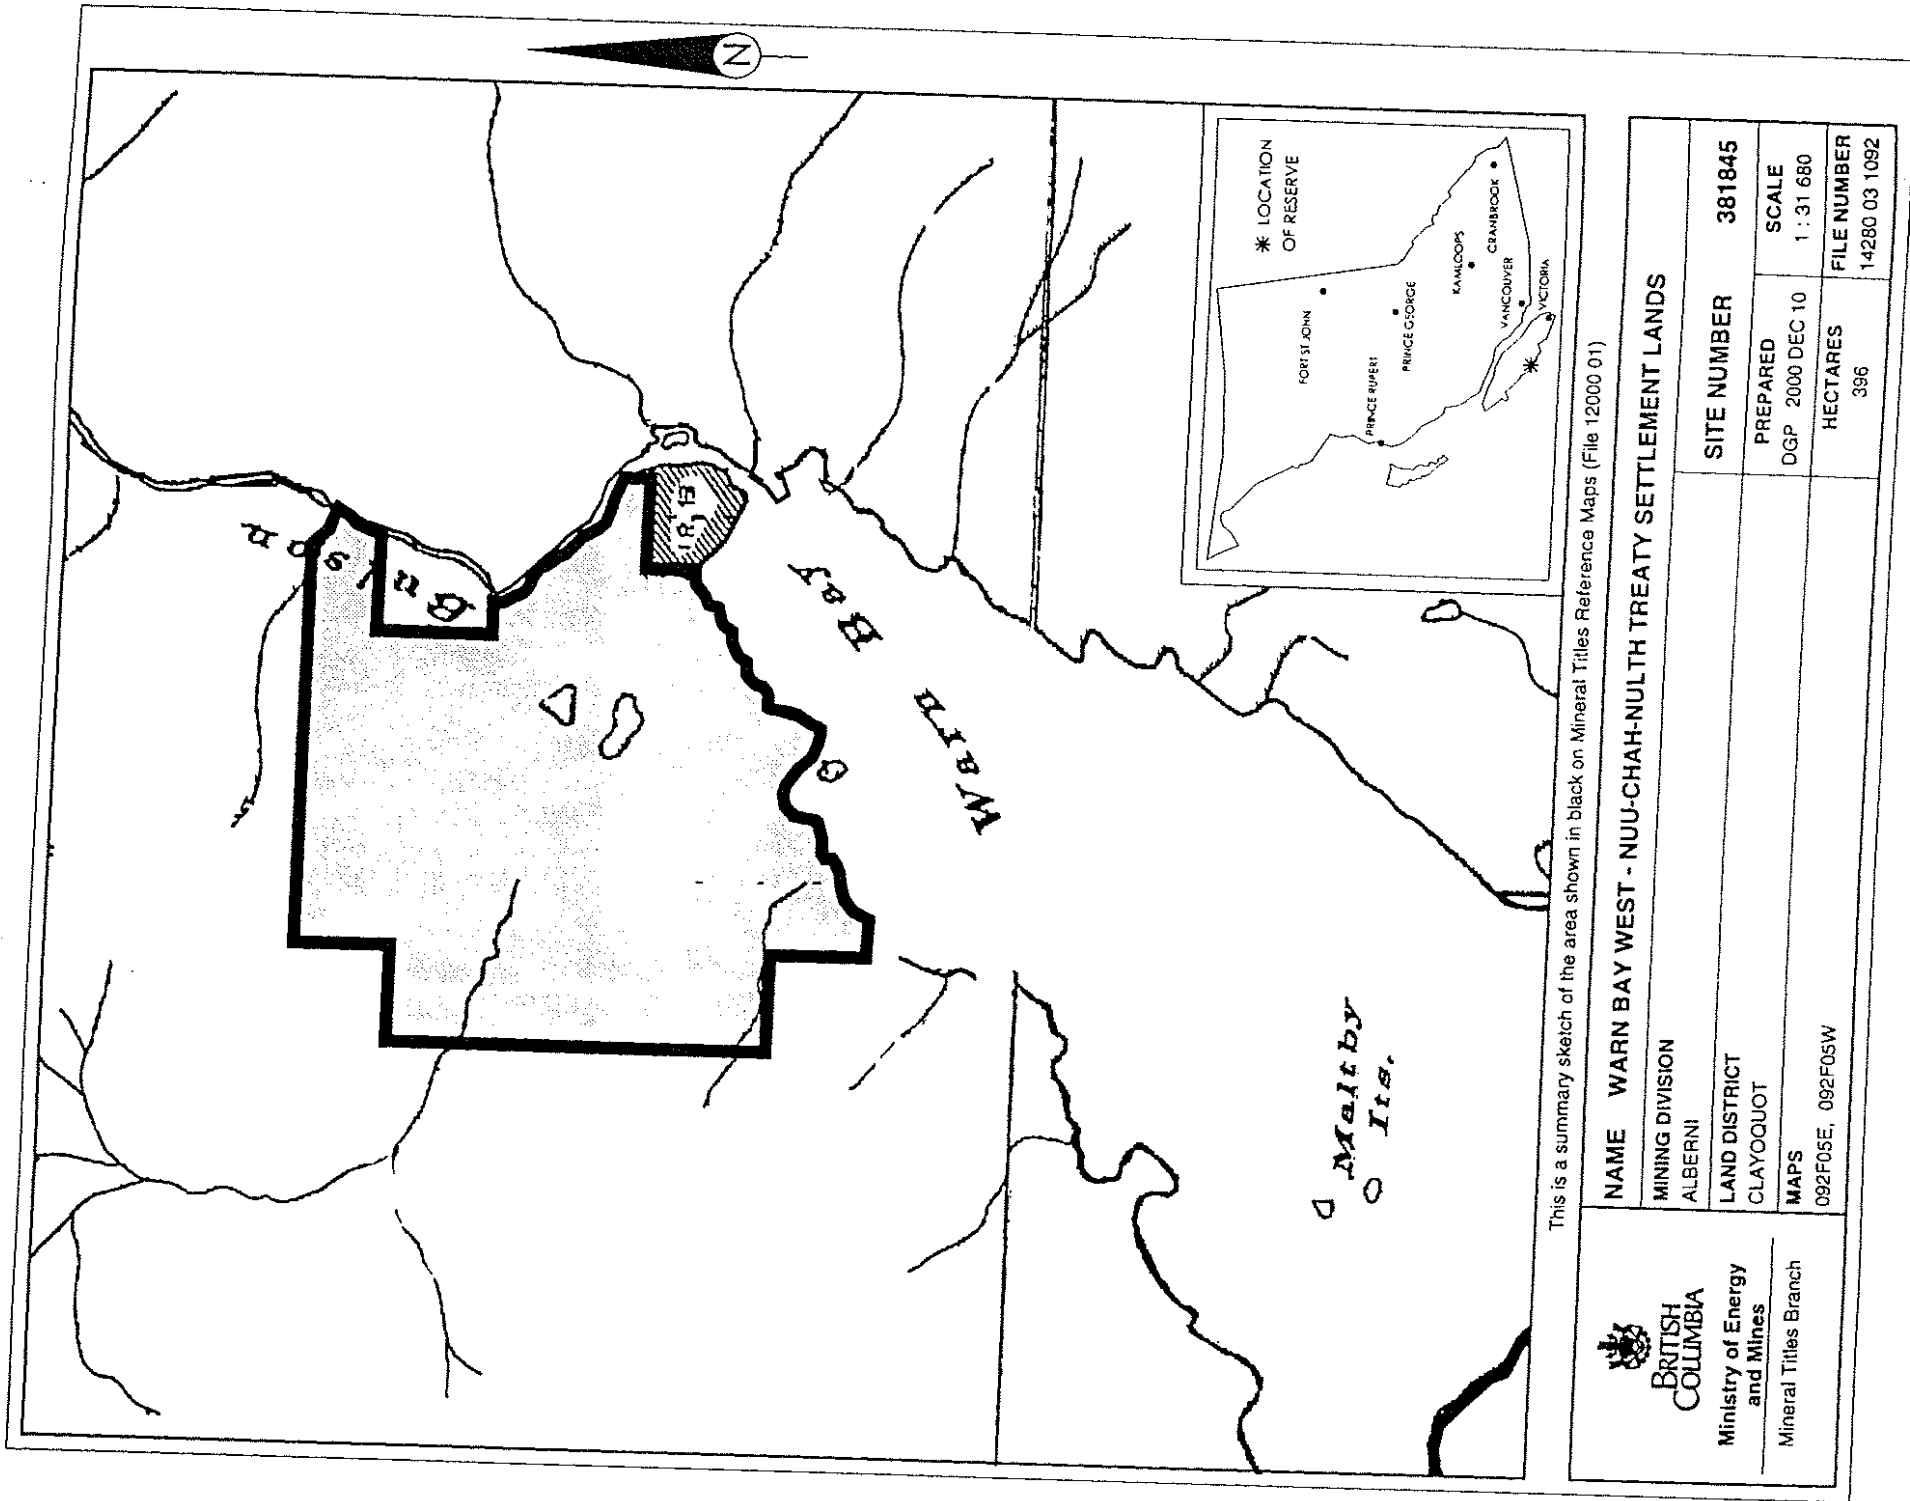 N
Bulson
I.R. B
Warn Bay
Maltby
Its.
✳ LOCATION
OF RESERVE
FORT ST JOHN
PRINCE RUPERT
PRINCE GEORGE
KAMLOOPS
CRANBROOK
VANCOUVER
VICTORIA
This is a summary sketch of the area shown in black on Mineral Titles Reference Maps (File 12000 01)
BRITISH
COLUMBIA
Ministry of Energy
and Mines
Mineral Titles Branch
NAME WARN BAY WEST - NUU-CHAH-NULTH TREATY SETTLEMENT LANDS
MINING DIVISION
ALBERNI
SITE NUMBER 381845
LAND DISTRICT
CLAYOQUOT
PREPARED
DGP 2000 DEC 10
SCALE
1 : 31 680
MAPS
092F05E, 092F05W
HECTARES
396
FILE NUMBER
14280 03 1092